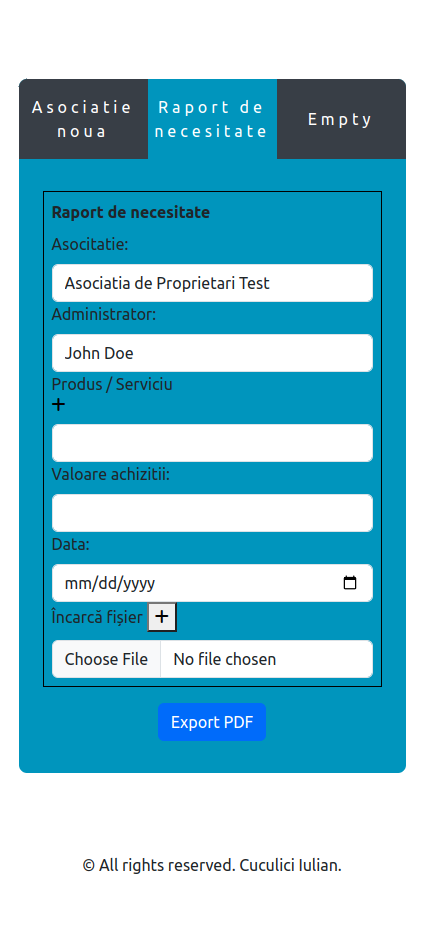 Asociatie
noua
Raport de
necesitate
Empty
Raport de necesitate
Asocitatie:
Asociatia de Proprietari Test
Administrator:
John Doe
Produs / Serviciu
+
Valoare achizitii:
Data:
mm/dd/yyyy
Încarcă fișier +
Choose File No file chosen
Export PDF
© All rights reserved. Cuculici Iulian.